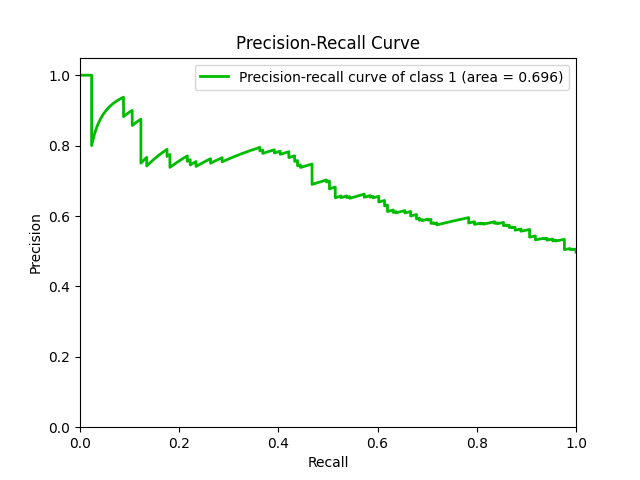 Precision-Recall Curve
Precision-recall curve of class 1 (area = 0.696)
1.0
0.8
0.6
0.4
0.2
0.0
Precision
0.0 0.2 0.4 0.6 0.8 1.0
Recall